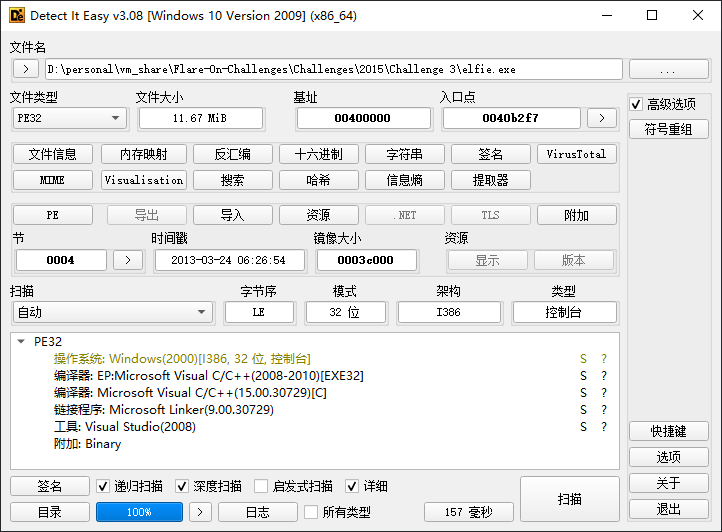 Detect It Easy v3.08 [Windows 10 Version 2009] (x86_64)
文件名
> D:\personal\vm_share\Flare-On-Challenges\Challenges\2015\Challenge 3\elfie.exe ...
文件类型 文件大小 基址 入口点
PE32 11.67 MiB 00400000 0040b2f7 > 高级选项
文件信息 内存映射 反汇编 十六进制 字符串 签名 VirusTotal 符号重组
MIME Visualisation 搜索 哈希 信息熵 提取器
PE 导出 导入 资源 .NET TLS 附加
节 时间戳 镜像大小 资源
0004 > 2013-03-24 06:26:54 0003c000 显示 版本
扫描 字节序 模式 架构 类型
自动 LE 32 位 I386 控制台
PE32
操作系统: Windows(2000)[I386, 32 位, 控制台] S ?
编译器: EP:Microsoft Visual C/C++(2008-2010)[EXE32] S ?
编译器: Microsoft Visual C/C++(15.00.30729)[C] S ?
链接程序: Microsoft Linker(9.00.30729) S ?
工具: Visual Studio(2008) S ?
附加: Binary
快捷键
选项
关于
退出
签名 递归扫描 深度扫描 启发式扫描 详细 扫描
目录 100% > 日志 所有类型 157 毫秒